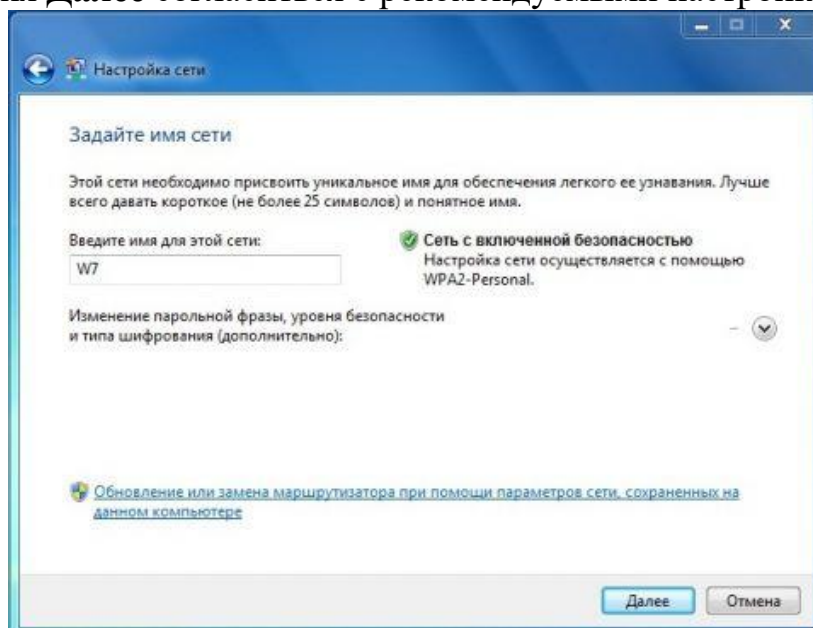 Далее согласиться с рекомендуемыми
Настройка сети
Задайте имя сети
Этой сети необходимо присвоить уникальное имя для обеспечения легкого ее узнавания. Лучше
всего давать короткое (не более 25 символов) и понятное имя.
Введите имя для этой сети:
W7
Сеть с включенной безопасностью
Настройка сети осуществляется с помощью
WPA2-Personal.
Изменение парольной фразы, уровня безопасности
и типа шифрования (дополнительно):
Обновление или замена маршрутизатора при помощи параметров сети, сохраненных на
данном компьютере
Далее
Отмена